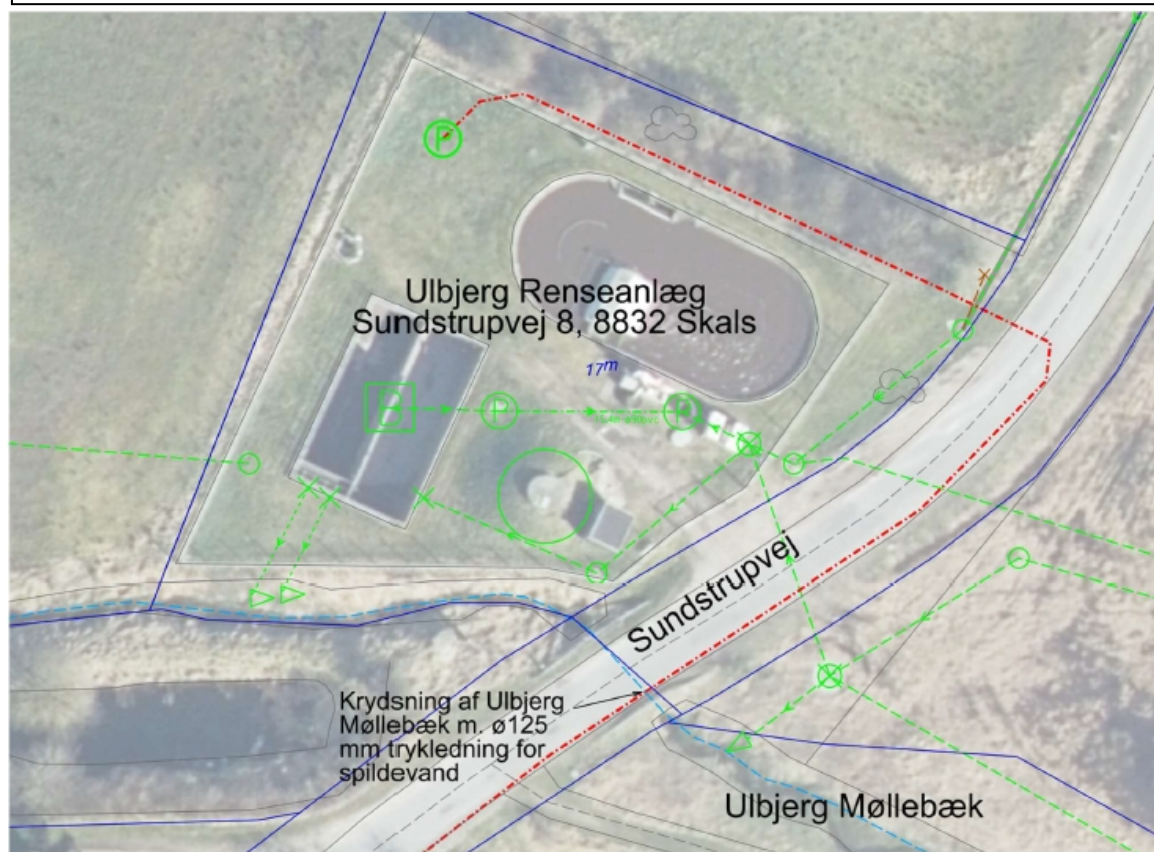 P
Ulbjerg Renseanlæg
Sundstrupvej 8, 8832 Skals
17m
B
P
P
Sundstrupvej
Krydsning af Ulbjerg
Møllebæk m. ø125
mm trykledning for
spildevand
Ulbjerg Møllebæk